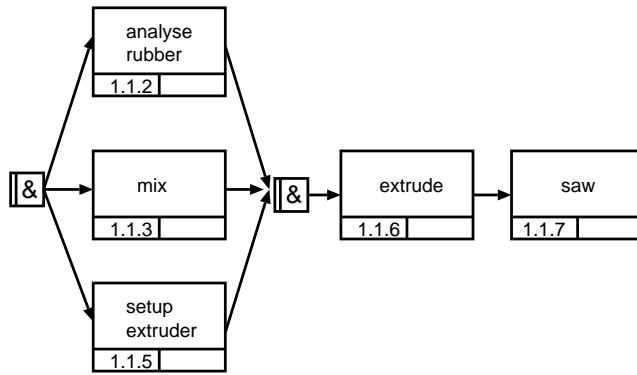 analyse
rubber
1.1.2
&
mix
1.1.3
&
extrude
1.1.6
saw
1.1.7
setup
extruder
1.1.5